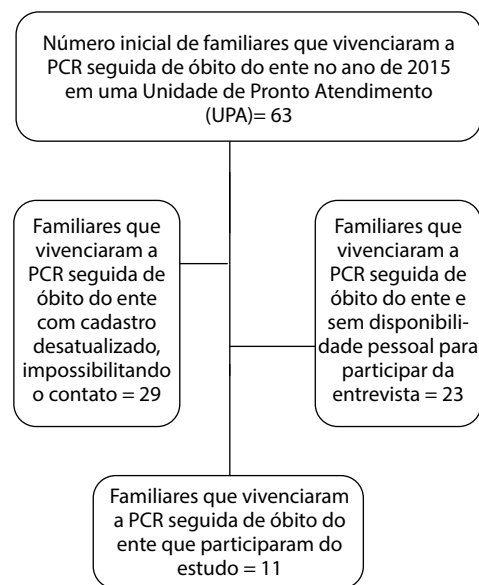 Número inicial de familiares que vivenciaram a
PCR seguida de óbito do ente no ano de 2015
em uma Unidade de Pronto Atendimento
(UPA)= 63
Familiares que
vivenciaram a
PCR seguida de
óbito do ente
com cadastro
desatualizado,
impossibilitando
o contato = 29
Familiares que
vivenciaram a
PCR seguida de
óbito do ente e
sem disponibili-
dade pessoal para
participar da
entrevista = 23
Familiares que vivenciaram
a PCR seguida de óbito do
ente que participaram do
estudo = 11